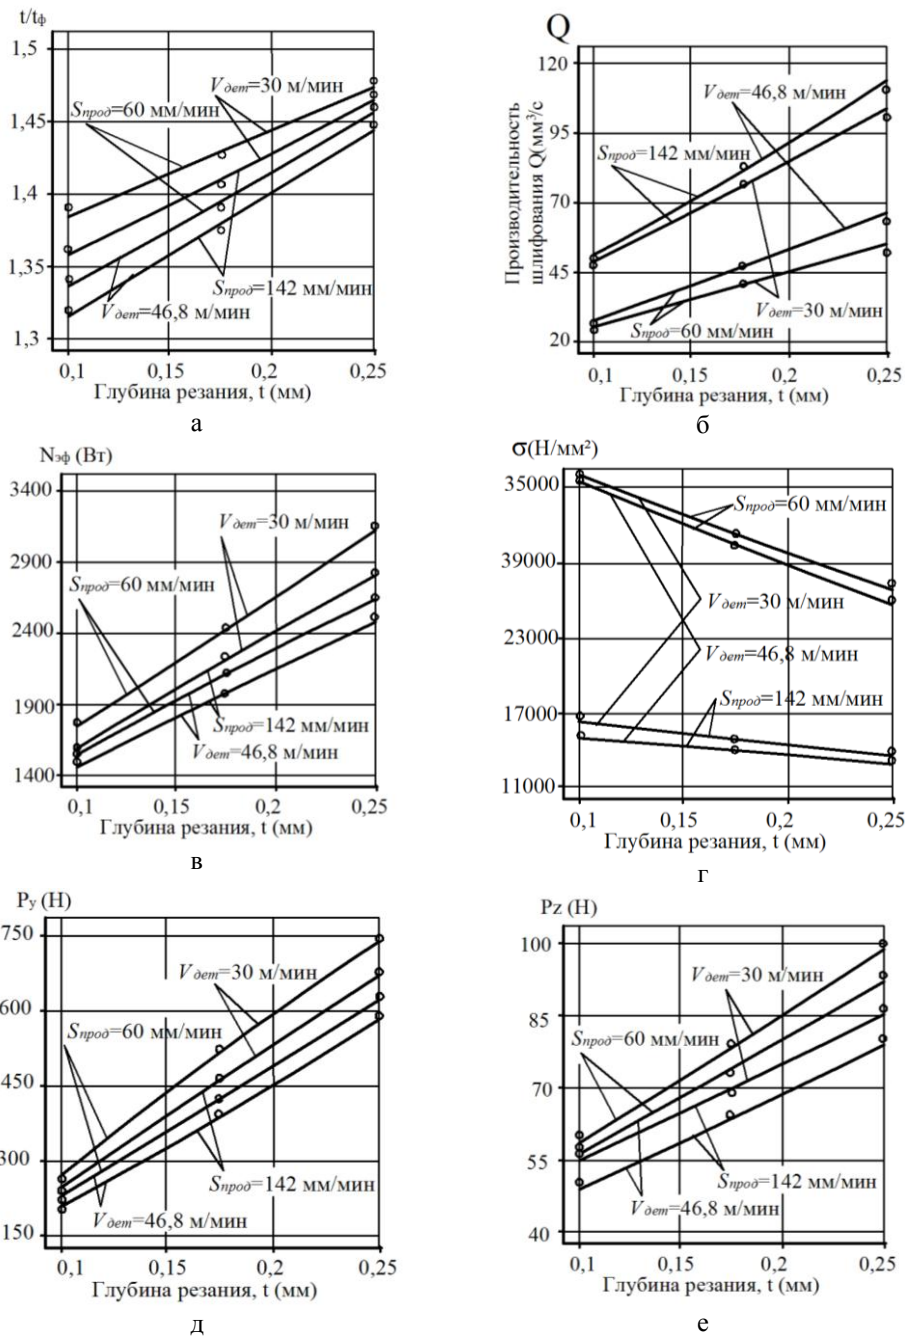 t/tф
1,5
1,45
1,4
1,35
1,3
Vдет=30 м/мин
Sпрод=60 мм/мин
Sпрод=142 мм/мин
Vдет=46,8 м/мин
0,1 0,15 0,2 0,25
Глубина резания, t (мм)
а
Q
Производительность
шлифования Q(мм³/с
120
95
70
45
20
Vдет=46,8 м/мин
Sпрод=142 мм/мин
Vдет=30 м/мин
Sпрод=60 мм/мин
0,1 0,15 0,2 0,25
Глубина резания, t (мм)
б
Nэф (Вт)
3400
2900
2400
1900
1400
Vдет=30 м/мин
Sпрод=60 мм/мин
Sпрод=142 мм/мин
Vдет=46,8 м/мин
0,1 0,15 0,2 0,25
Глубина резания, t (мм)
в
σ(Н/мм²)
35000
39000
23000
17000
11000
Sпрод=60 мм/мин
Vдет=30 м/мин
Vдет=46,8 м/мин
Sпрод=142 мм/мин
0,1 0,15 0,2 0,25
Глубина резания, t (мм)
г
Pу (Н)
750
600
450
300
150
Vдет=30 м/мин
Sпрод=60 мм/мин
Sпрод=142 мм/мин
Vдет=46,8 м/мин
0,1 0,15 0,2 0,25
Глубина резания, t (мм)
д
Pz (Н)
100
85
70
55
40
Vдет=30 м/мин
Sпрод=60 мм/мин
Sпрод=142 мм/мин
Vдет=46,8 м/мин
0,1 0,15 0,2 0,25
Глубина резания, t (мм)
е